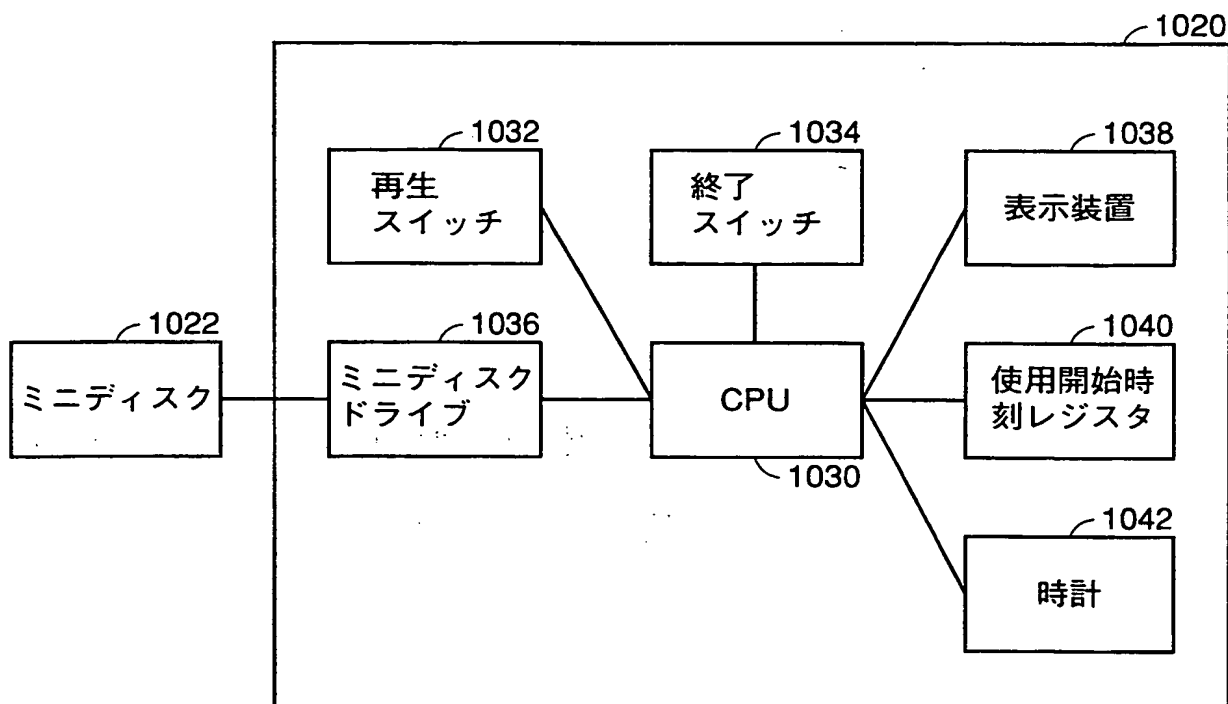 1020
1032
再生
スイッチ
1034
終了
スイッチ
1038
表示装置
1022
ミニディスク
1036
ミニディスク
ドライブ
CPU
1030
1040
使用開始時
刻レジスタ
1042
時計